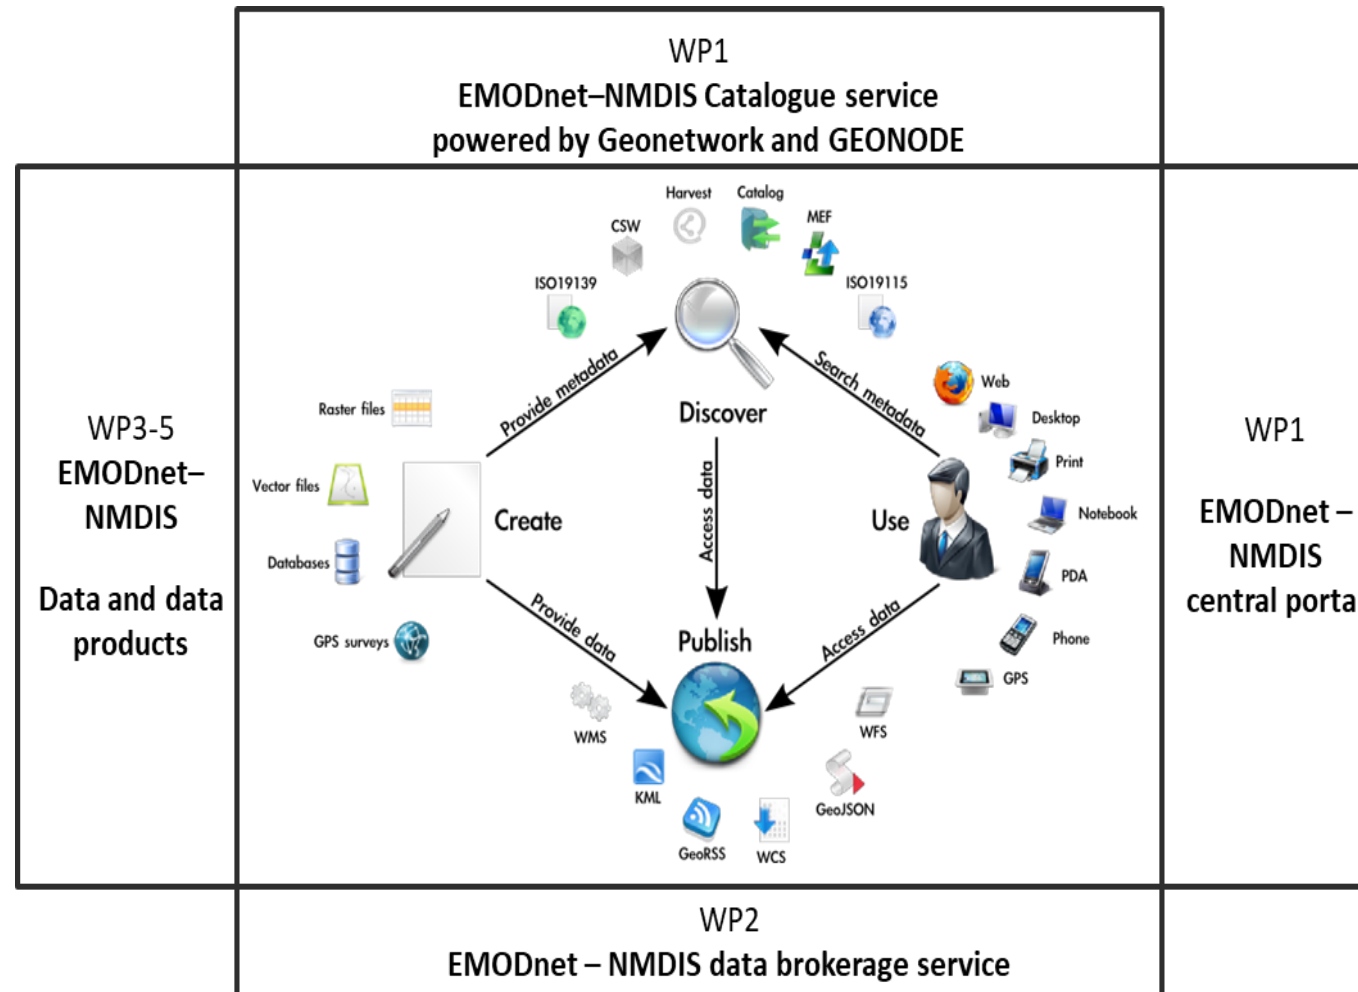 WP1
EMODnet–NMDIS Catalogue service
powered by Geonetwork and GEONODE
Harvest
Catalog
CSW
MEF
ISO19139
ISO19115
Provide metadata
Search metadata
Web
Raster files
Discover
Desktop
WP3-5
EMODnet–
NMDIS
Data and data
products
Print
Vector files
Create
Access data
Use
Notebook
WP1
EMODnet –
NMDIS
central porta
Databases
PDA
Provide data
Access data
GPS surveys
Publish
Phone
GPS
WMS
WFS
KML
GeoJSON
GeoRSS
WCS
WP2
EMODnet – NMDIS data brokerage service